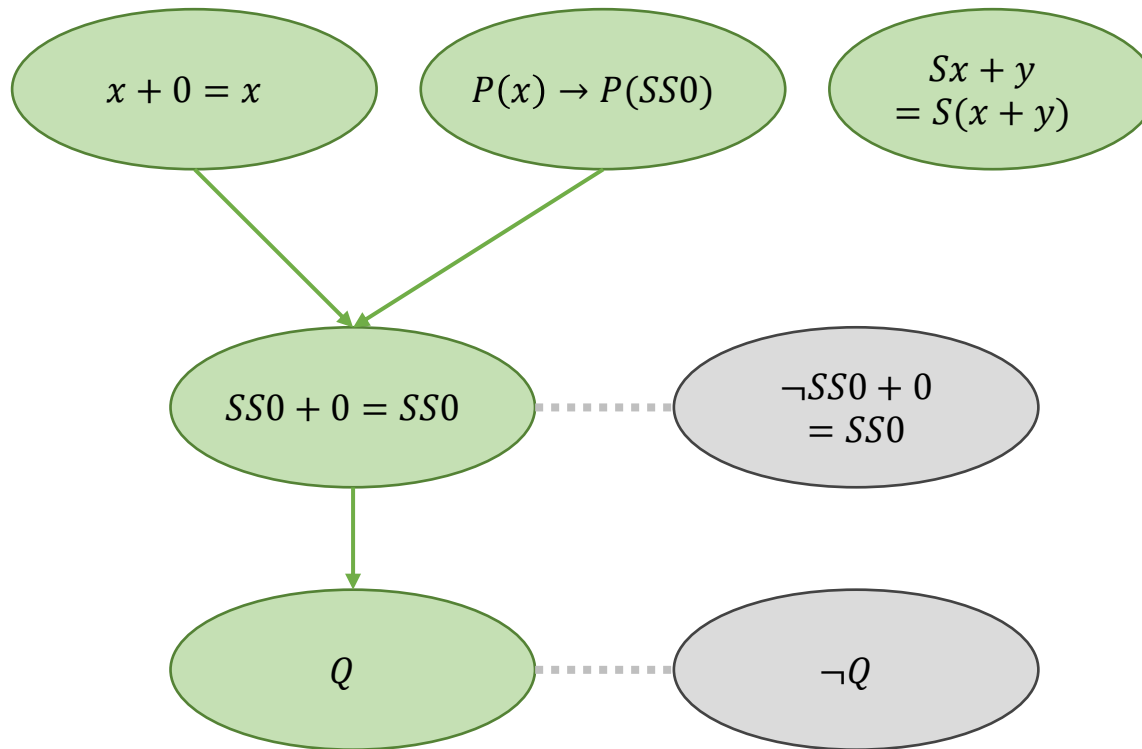 x + 0 = x
P(x) → P(SS0)
Sx + y
= S(x + y)
SS0 + 0 = SS0
¬SS0 + 0
= SS0
Q
¬Q